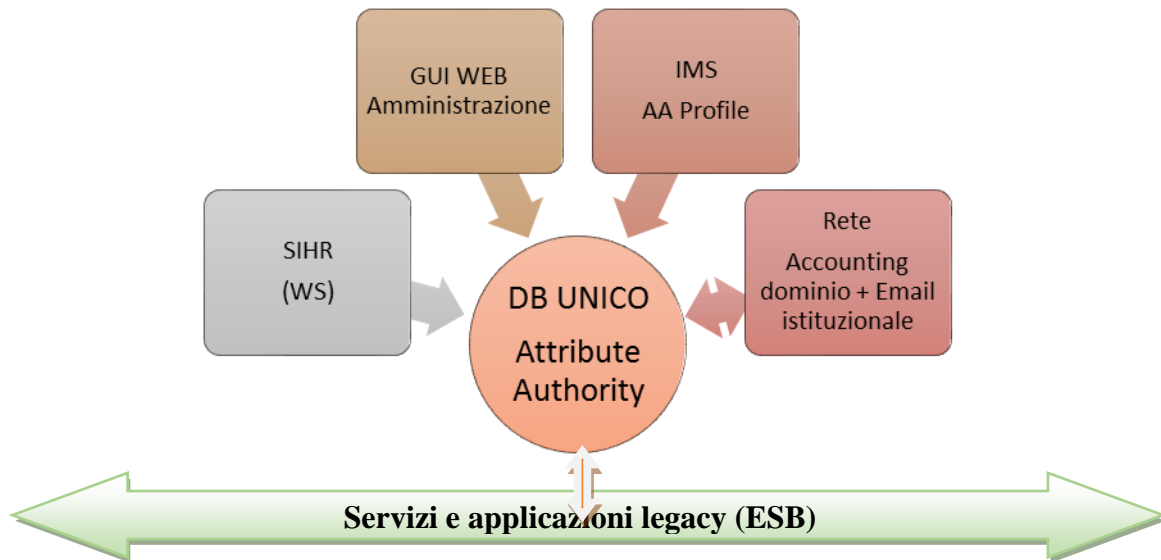 GUI WEB
Amministrazione
IMS
AA Profile
SIHR
(WS)
Rete
Accounting
dominio + Email
istituzionale
DB UNICO
Attribute
Authority
Servizi e applicazioni legacy (ESB)